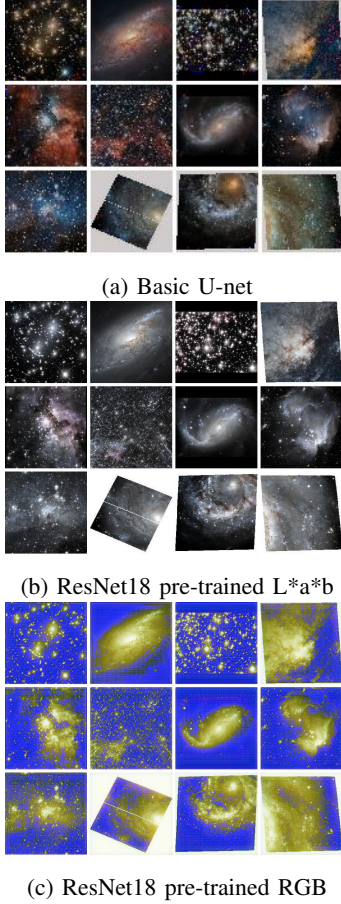 (a) Basic U-net
(b) ResNet18 pre-trained L*a*b
(c) ResNet18 pre-trained RGB